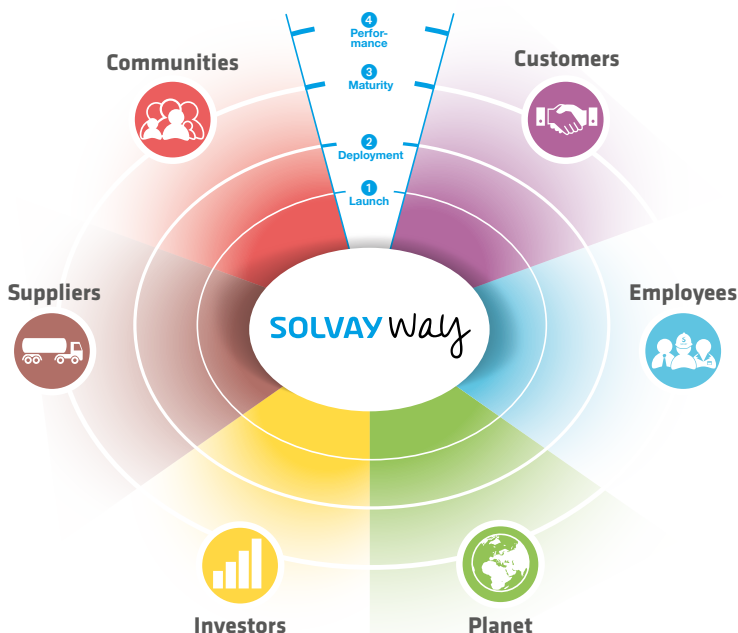 4
Perfor-
mance
3
Maturity
2
Deployment
1
Launch
Communities
Customers
Suppliers
Employees
SOLVAY way
Investors
Planet